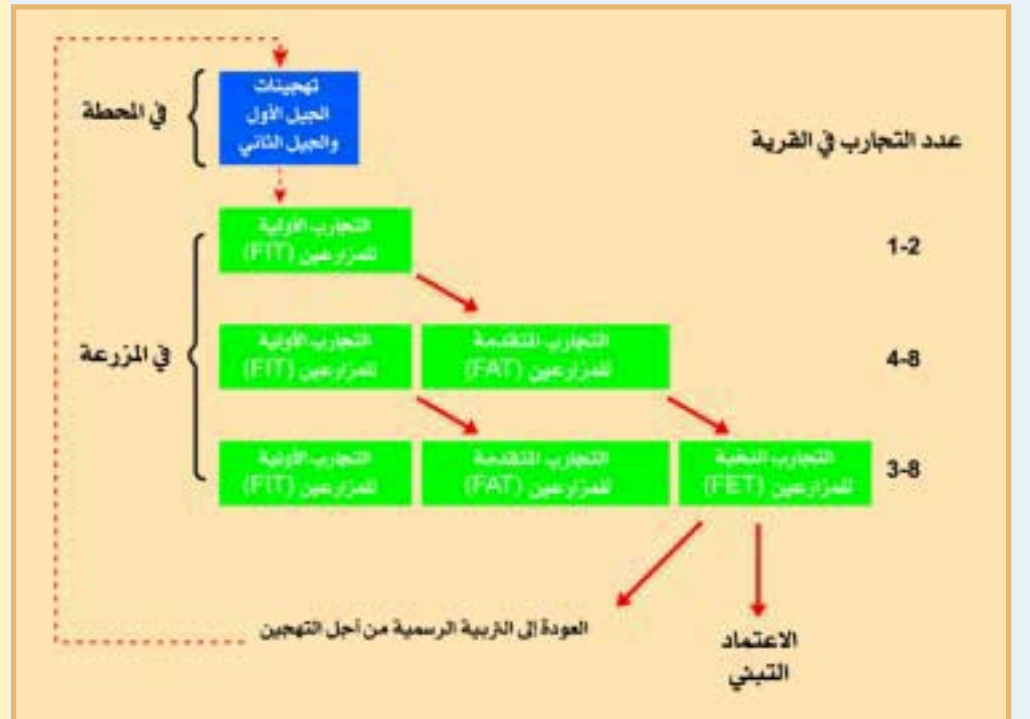 تهجينات
الجيل الأول
والجيل الثاني
في المحطة
عدد التجارب في القرية
التجارب الأولية
للمزارعين (FIT)
1-2
في المزرعة
التجارب الأولية
للمزارعين (FIT)
التجارب المتقدمة
للمزارعين (FAT)
4-8
التجارب الأولية
للمزارعين (FIT)
التجارب المتقدمة
للمزارعين (FAT)
التجارب النخبة
للمزارعين (FET)
3-8
العودة إلى التربية الرسمية من أجل التهجين
الاعتماد
التبني